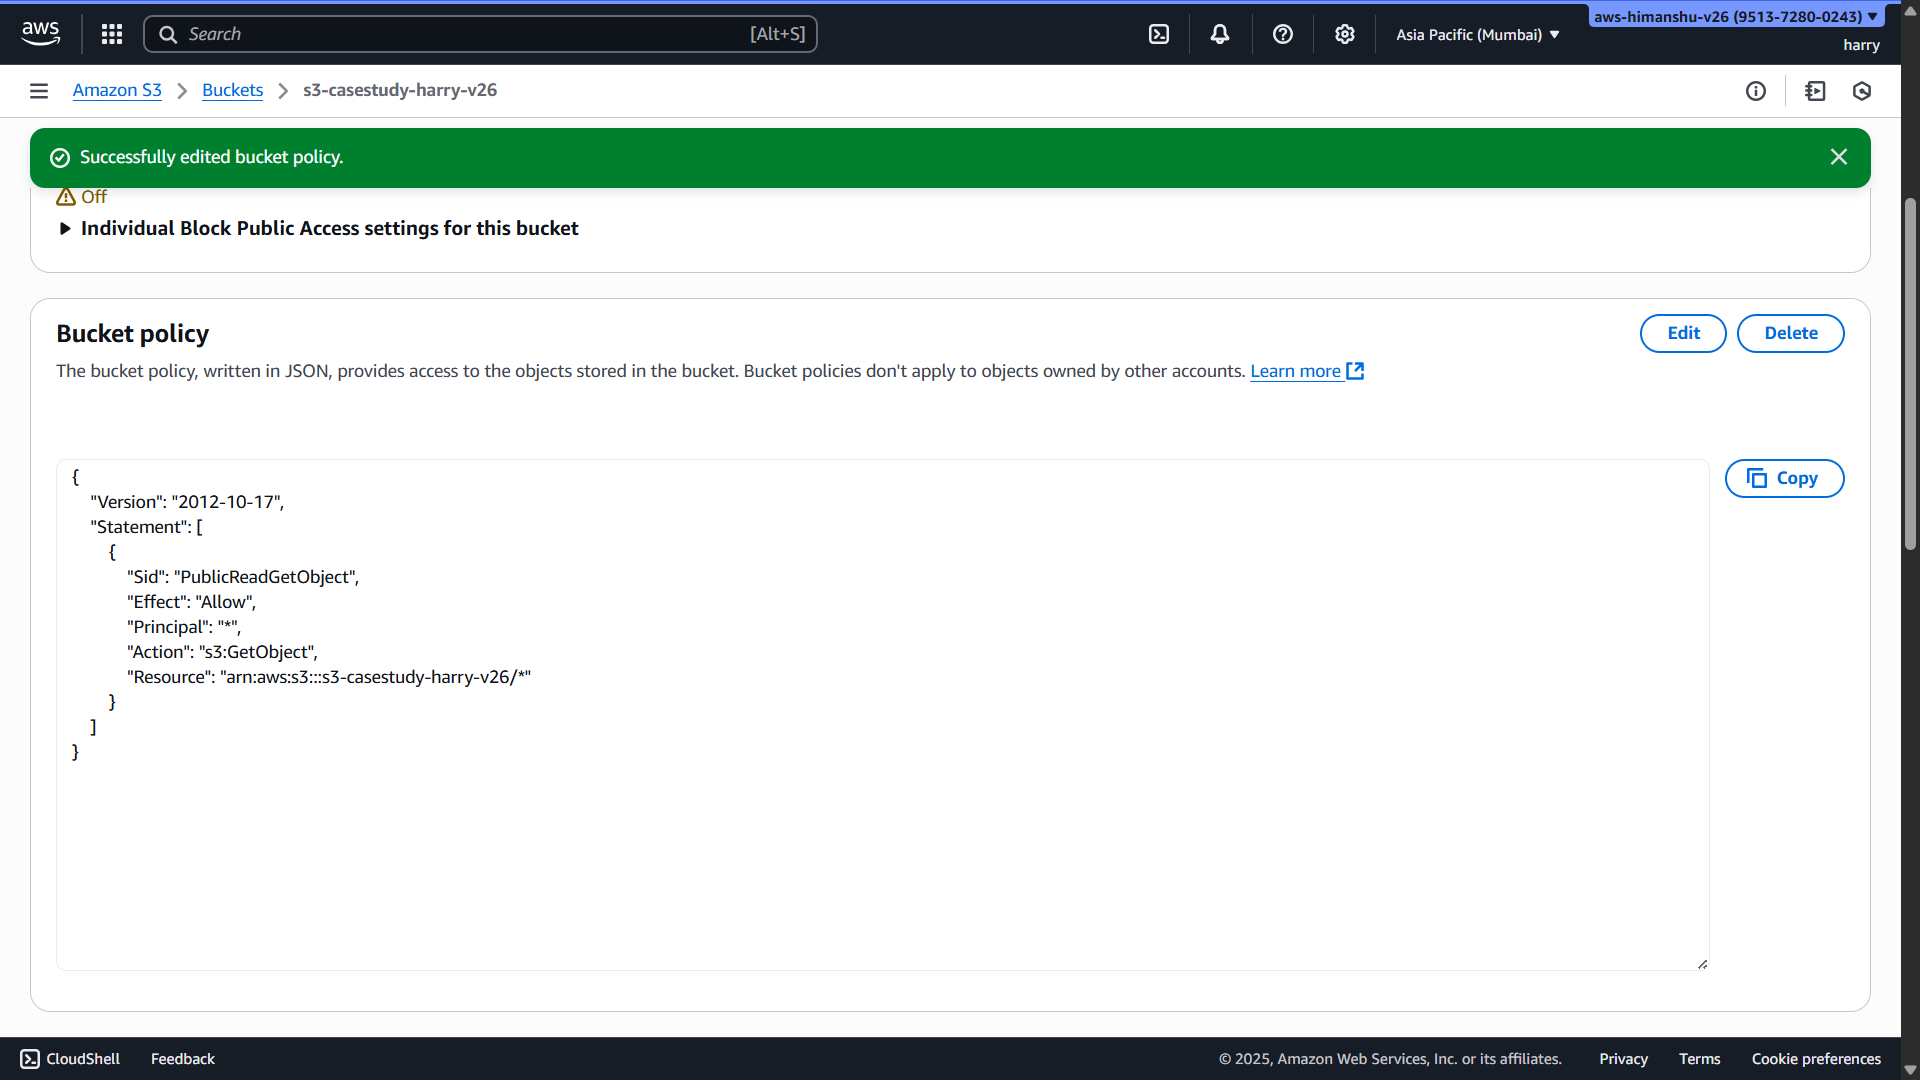 aws
Search [Alt+S]
Asia Pacific (Mumbai)
aws-himanshu-v26 (9513-7280-0243)
harry
Amazon S3
Buckets
s3-casestudy-harry-v26
Successfully edited bucket policy.
Off
Individual Block Public Access settings for this bucket
Bucket policy
Edit
Delete
The bucket policy, written in JSON, provides access to the objects stored in the bucket. Bucket policies don't apply to objects owned by other accounts. Learn more
Copy
{
    "Version": "2012-10-17",
    "Statement": [
        {
            "Sid": "PublicReadGetObject",
            "Effect": "Allow",
            "Principal": "*",
            "Action": "s3:GetObject",
            "Resource": "arn:aws:s3:::s3-casestudy-harry-v26/*"
        }
    ]
}
CloudShell
Feedback
© 2025, Amazon Web Services, Inc. or its affiliates.
Privacy
Terms
Cookie preferences